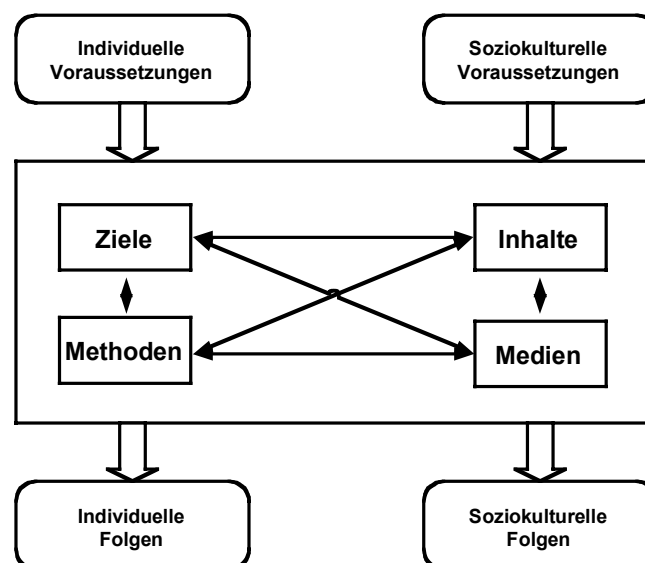 Individuelle
Voraussetzungen
Soziokulturelle
Voraussetzungen
Ziele
Inhalte
Methoden
Medien
Individuelle
Folgen
Soziokulturelle
Folgen